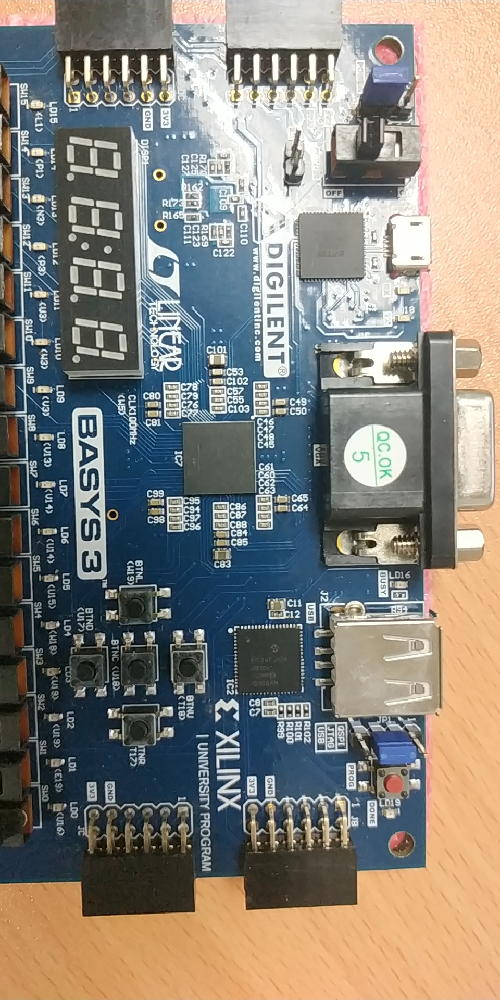 SW15
SW14
SW13
SW12
SW11
SW10
SW9
SW8
SW7
SW6
SW5
SW4
SW3
SW2
SW1
SW0
LD15
(L1)
(P1)
(N3)
(P3)
(U3)
(W3)
LD9
(V3)
LD8
(V13)
LD7
(V14)
LD6
(U14)
LD5
(U15)
LD4
(W18)
LD3
(V19)
LD2
(U19)
LD1
(E19)
LD0
(U16)
1
GND
3V3
DISP1
C127
C125
R162
R173
R165
C109
C110
C111
C123
R169
C122
LINEAR
TECHNOLOGY
DIGILENT®
www.digilentinc.com
OFF
C101
C53
C102
C57
C55
C103
C78
C79
C76
C77
C80
C81
C49
C50
C46
C47
C48
C45
CLK100MHz
(W5)
BASYS 3™
IC7
C61
C60
C62
C63
C65
C64
C99
C98
C95
C94
C97
C96
C86
C87
C88
C84
C85
C83
VGA
QC.OK
5
BUSY
LD16
J2
USB
C11
C12
IC2
C8
C7
R99
R100
R101
R102
QSPI
JTAG
USB
JP1
BTNL
(W19)
BTND
(U17)
BTNC (U18)
BTNU
(T18)
BTNR
T17)
XILINX
| UNIVERSITY PROGRAM
PROG
LD19
DONE
3V3
GND
1
JC
3V3
GND
1
JB